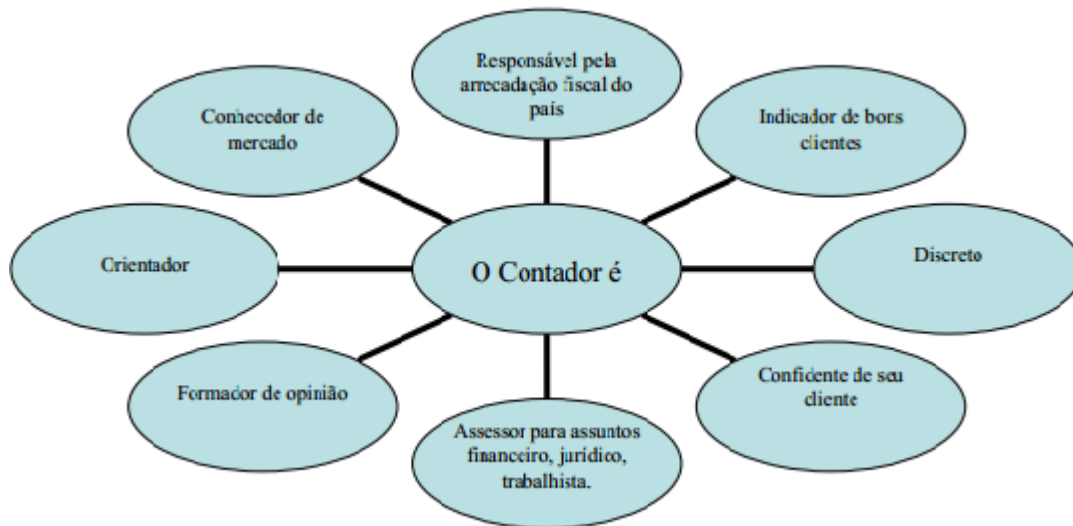 Responsável pela
arrecadação fiscal do
país
Conhecedor de
mercado
Indicador de bons
clientes
Orientador
O Contador é
Discreto
Formador de opinião
Confidente de seu
cliente
Assessor para assuntos
financeiro, jurídico,
trabalhista.